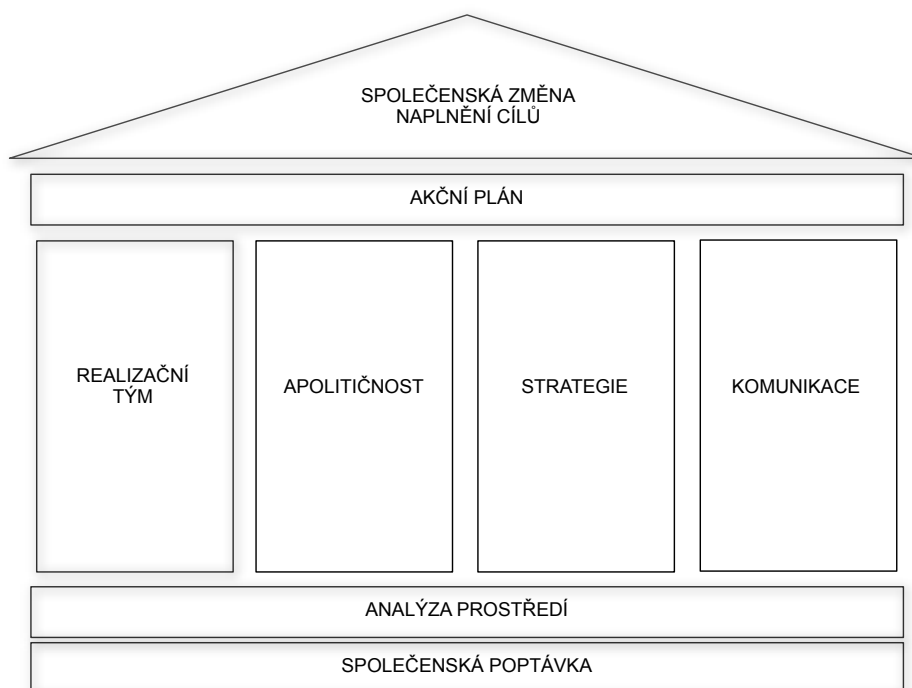 SPOLEČENSKÁ ZMĚNA
NAPLNĚNÍ CÍLŮ
AKČNÍ PLÁN
REALIZAČNÍ
TÝM
APOLITIČNOST
STRATEGIE
KOMUNIKACE
ANALÝZA PROSTŘEDÍ
SPOLEČENSKÁ POPTÁVKA